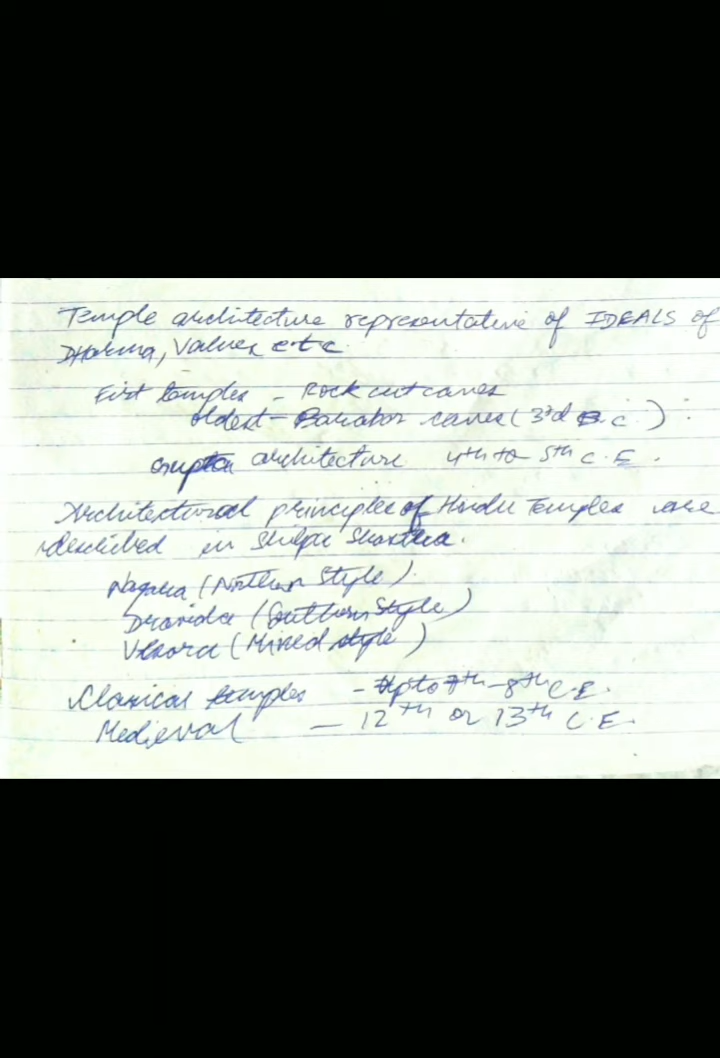 Temple architecture representative of IDEALS of
Dharma, Values etc
First temples - Rock cut caves
oldest - Barabar caves (3rd B.C.) :
Gupta architecture 4th to 5th C.E.
Architectural principles of Hindu Temples are
described in Shilpa Shastra.
Nagara (Northern Style)
Dravida (Southern Style)
Vesara (Mixed style)
Classical temples - Upto 7th - 8th C.E.
Medieval - 12th or 13th C.E.